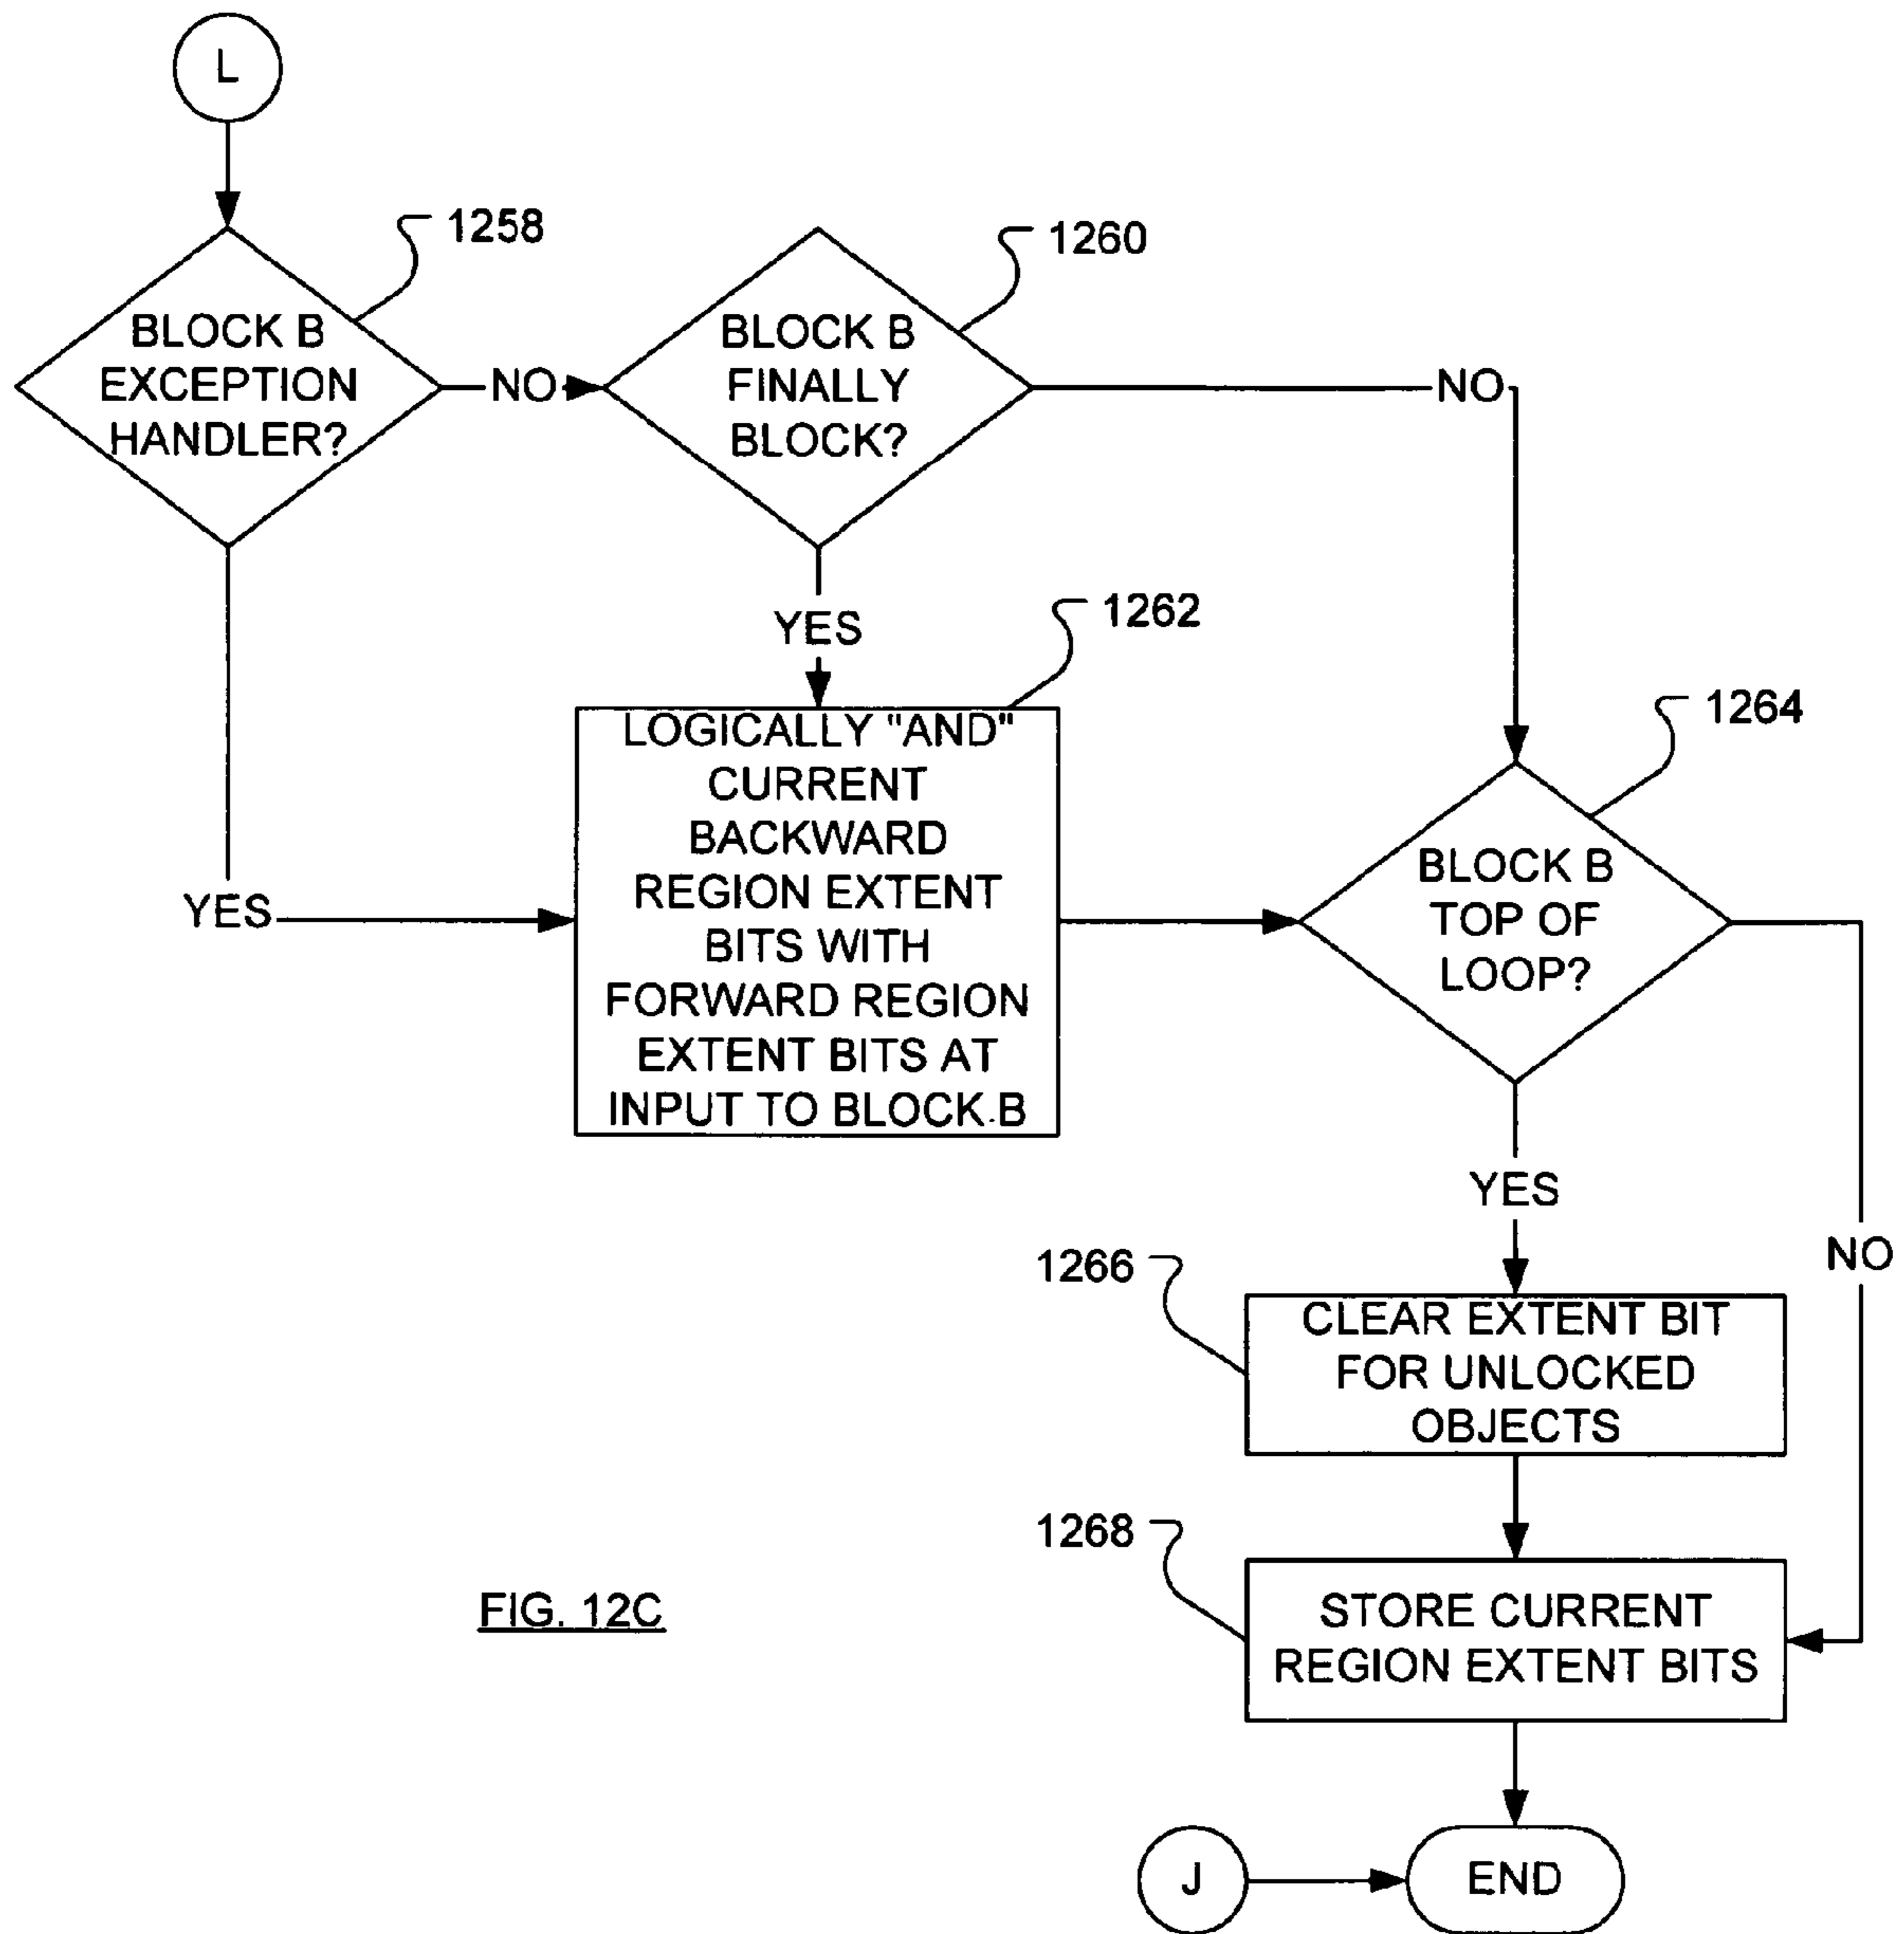 L
1258
BLOCK B
EXCEPTION
HANDLER?
NO
1260
BLOCK B
FINALLY
BLOCK?
NO
YES
YES
1262
LOGICALLY "AND"
CURRENT
BACKWARD
REGION EXTENT
BITS WITH
FORWARD REGION
EXTENT BITS AT
INPUT TO BLOCK B
1264
BLOCK B
TOP OF
LOOP?
YES
NO
1266
CLEAR EXTENT BIT
FOR UNLOCKED
OBJECTS
1268
STORE CURRENT
REGION EXTENT BITS
FIG. 12C
J
END